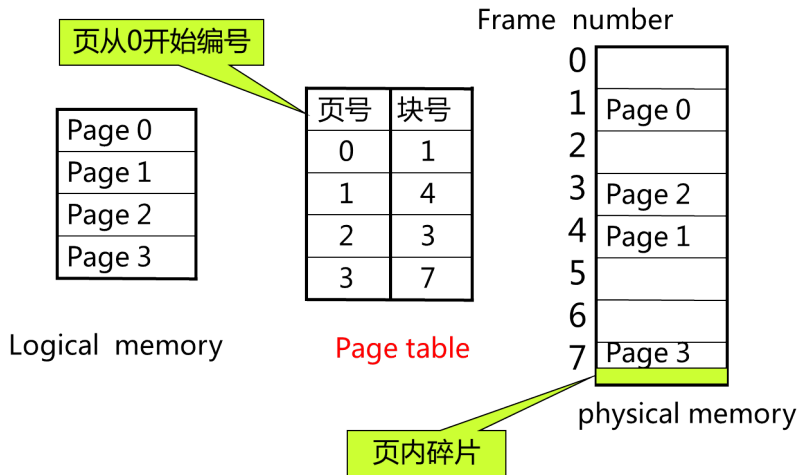 页从0开始编号
Page 0
Page 1
Page 2
Page 3
Logical memory
页号 块号
0 1
1 4
2 3
3 7
Page table
Frame number
0
1 Page 0
2
3 Page 2
4 Page 1
5
6
7 Page 3
physical memory
页内碎片